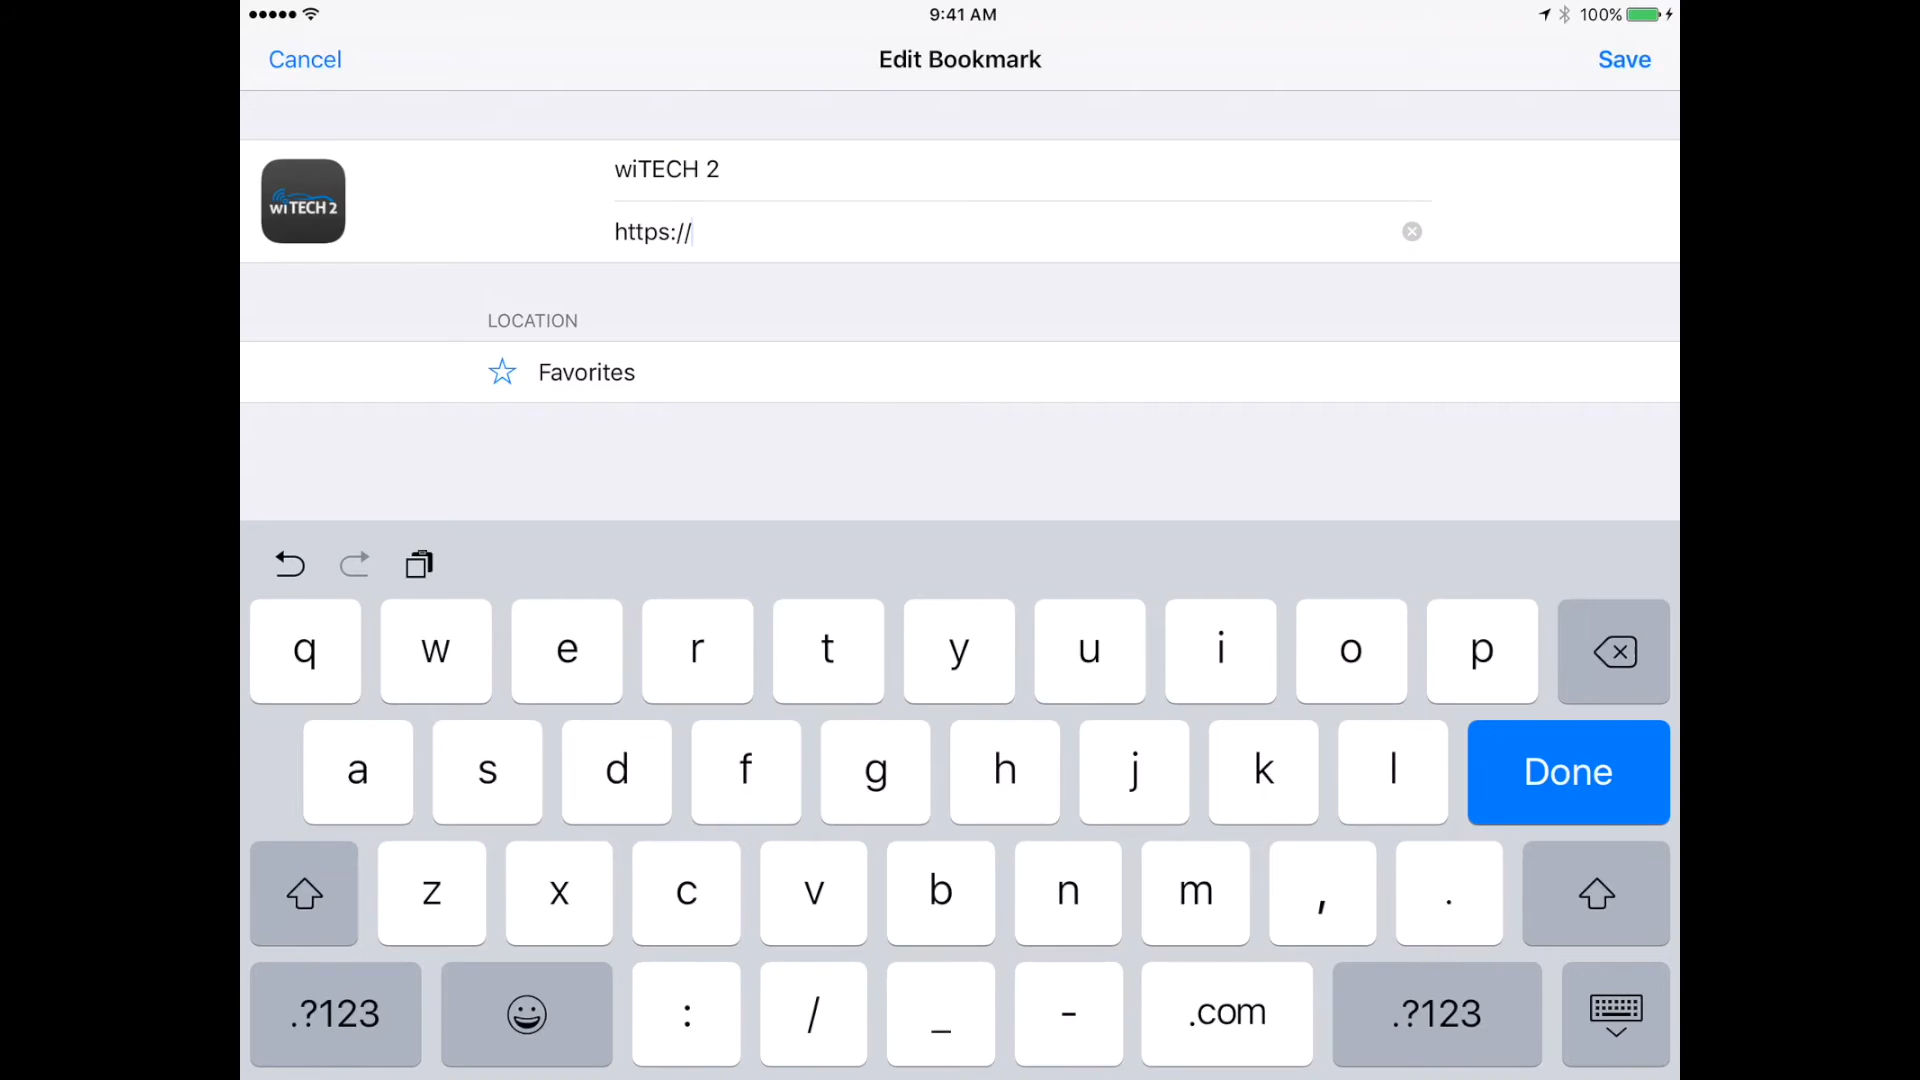 9:41 AM
100%
Cancel
Edit Bookmark
Save
wiTECH 2
wiTECH 2
https://
LOCATION
Favorites
q w e r t y u i o p
a s d f g h j k l Done
z x c v b n m , .
.?123 : / _ - .com .?123